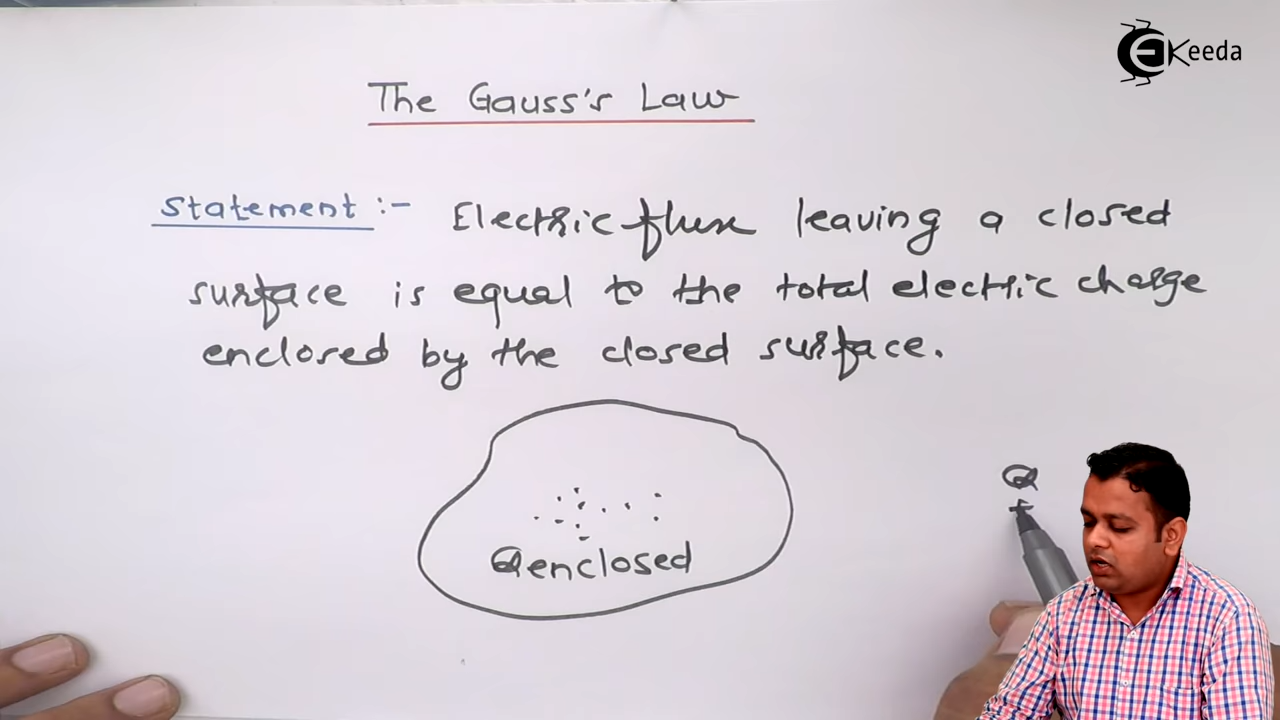 EKeeda
The Gauss's Law
Statement :- Electric flux leaving a closed
surface is equal to the total electric charge
enclosed by the closed surface.
Q
+
Qenclosed